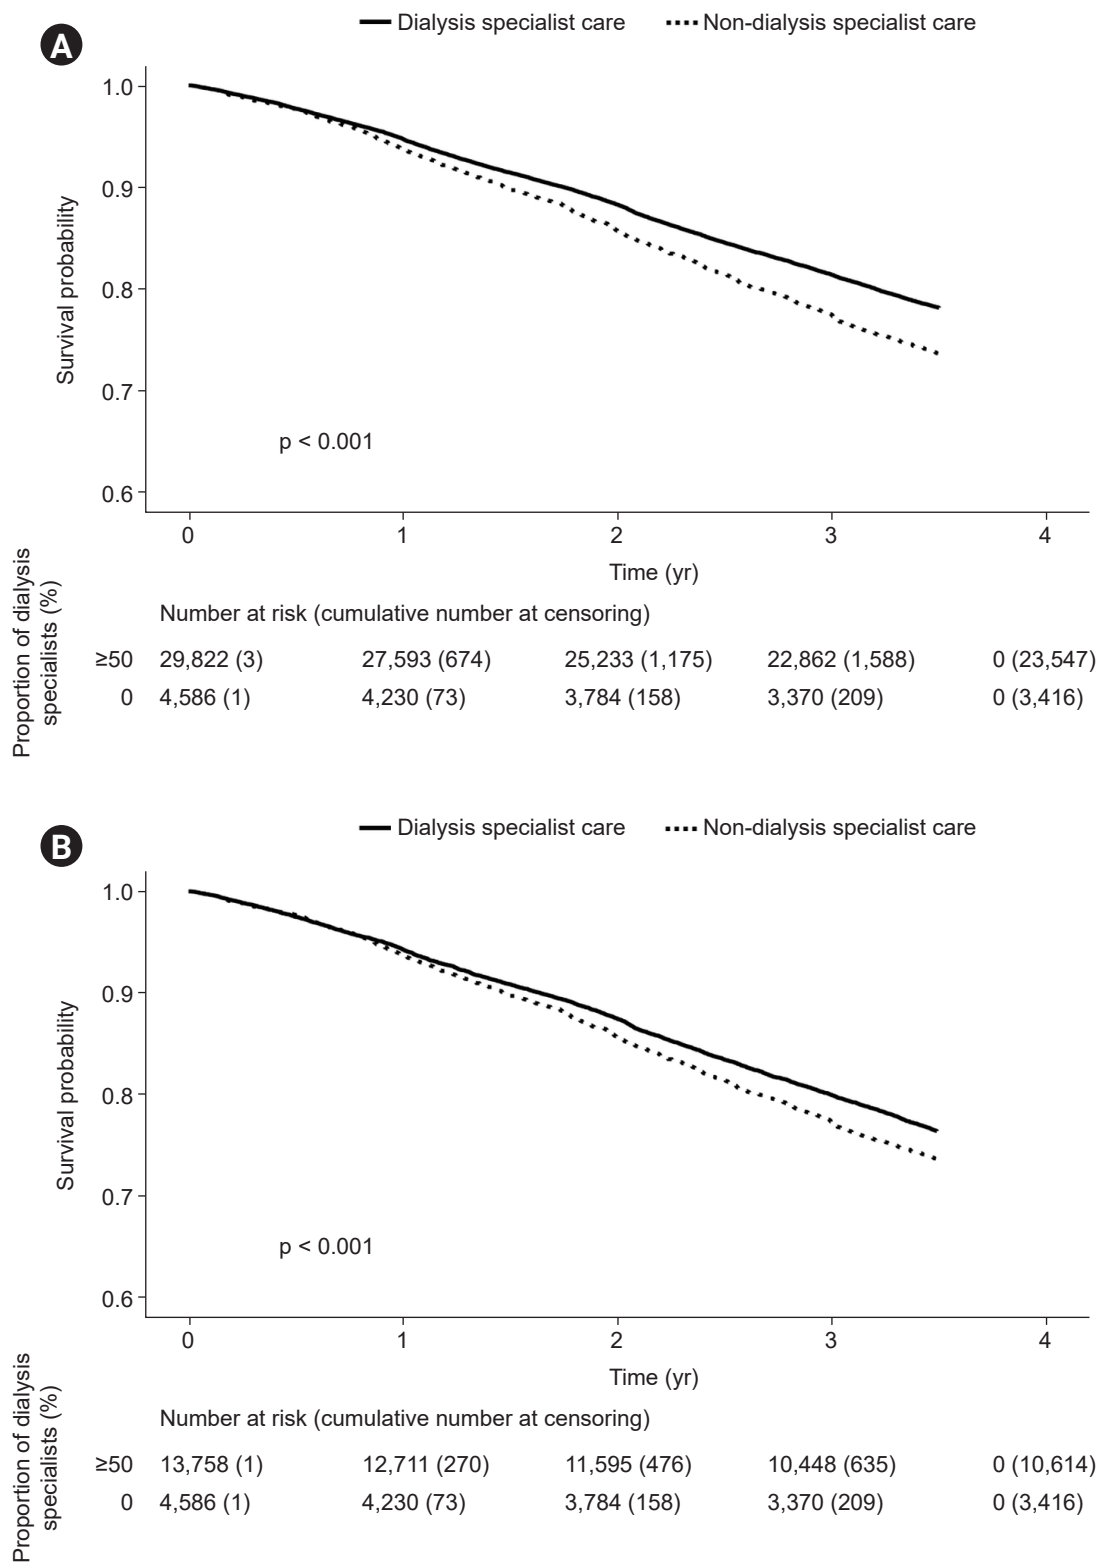 A
Dialysis specialist care
Non-dialysis specialist care
1.0
0.9
0.8
0.7
0.6
Survival probability
p < 0.001
0 1 2 3 4
Time (yr)
Proportion of dialysis
specialists (%)
Number at risk (cumulative number at censoring)
≥50 29,822 (3) 27,593 (674) 25,233 (1,175) 22,862 (1,588) 0 (23,547)
0 4,586 (1) 4,230 (73) 3,784 (158) 3,370 (209) 0 (3,416)
B
Dialysis specialist care
Non-dialysis specialist care
1.0
0.9
0.8
0.7
0.6
Survival probability
p < 0.001
0 1 2 3 4
Time (yr)
Proportion of dialysis
specialists (%)
Number at risk (cumulative number at censoring)
≥50 13,758 (1) 12,711 (270) 11,595 (476) 10,448 (635) 0 (10,614)
0 4,586 (1) 4,230 (73) 3,784 (158) 3,370 (209) 0 (3,416)